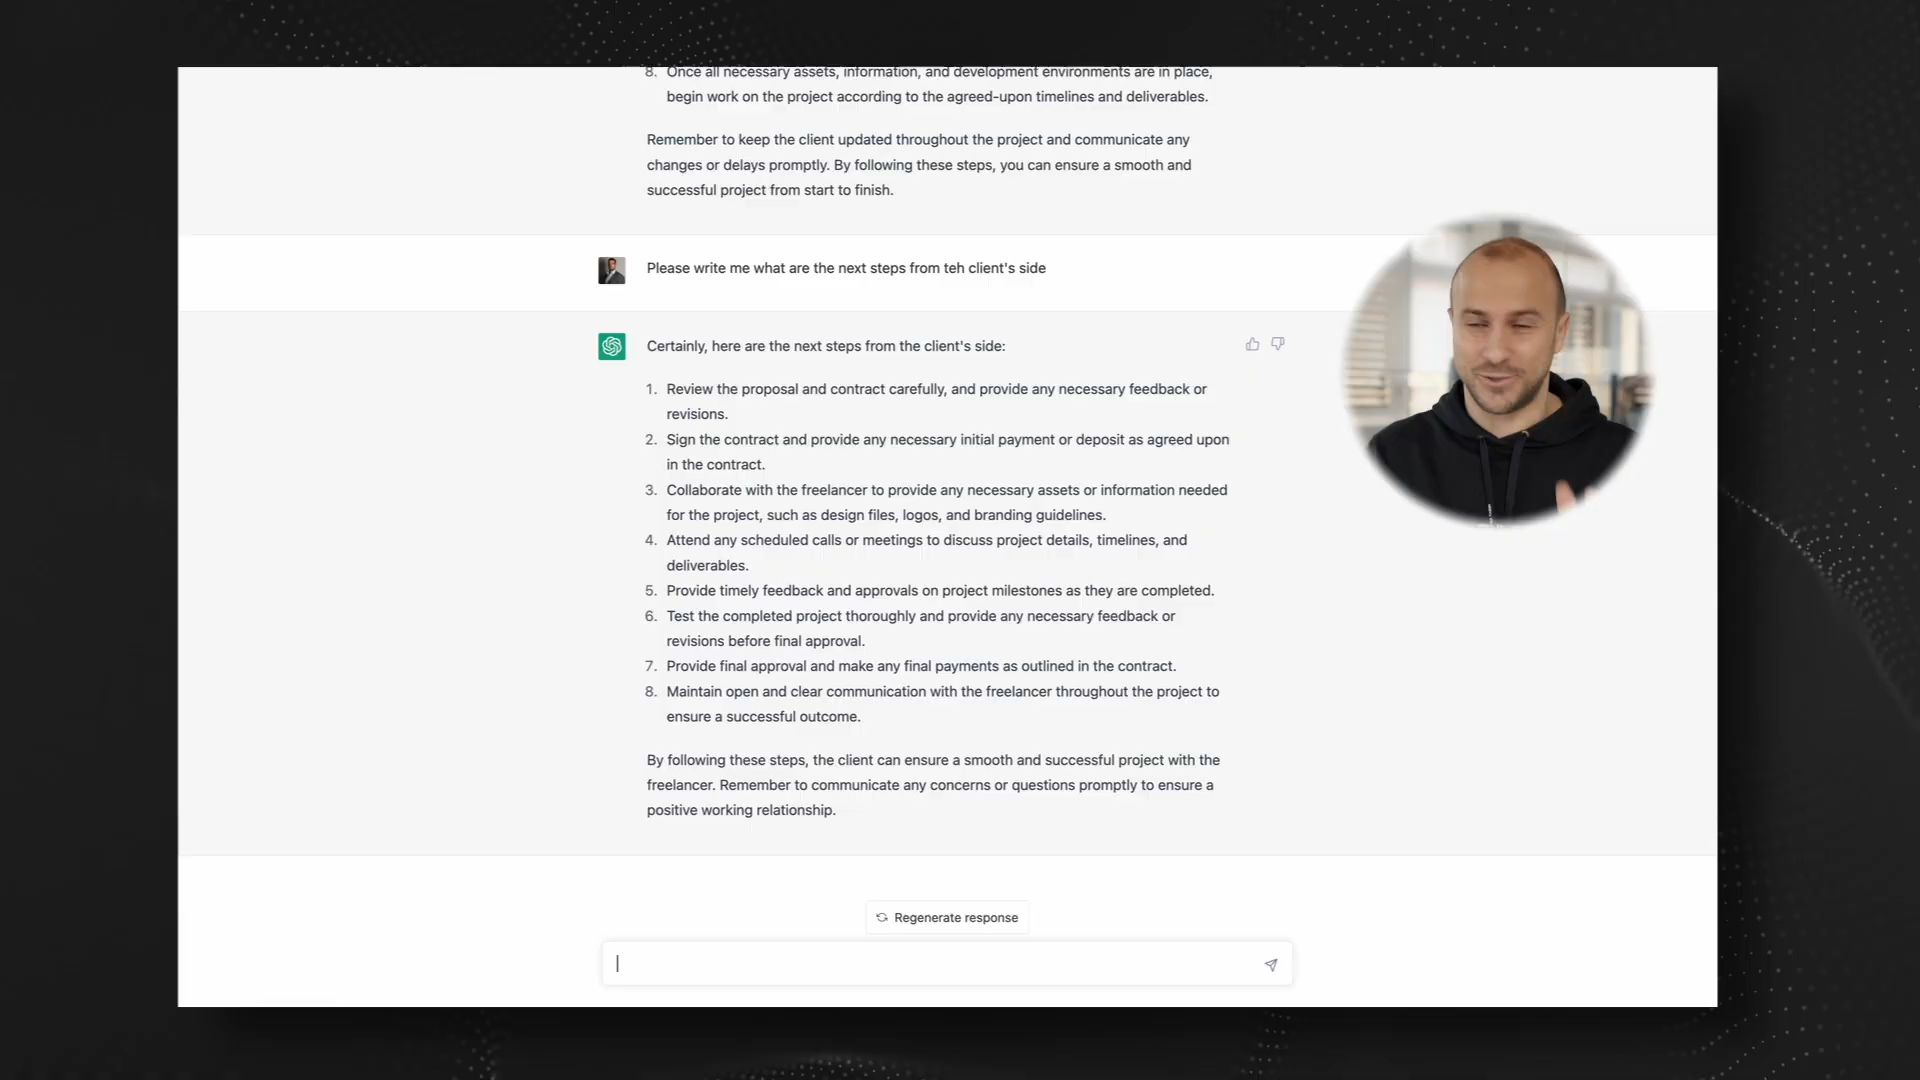 8. Once all necessary assets, information, and development environments are in place,
begin work on the project according to the agreed-upon timelines and deliverables.
Remember to keep the client updated throughout the project and communicate any
changes or delays promptly. By following these steps, you can ensure a smooth and
successful project from start to finish.
Please write me what are the next steps from teh client's side
Certainly, here are the next steps from the client's side:
1. Review the proposal and contract carefully, and provide any necessary feedback or
revisions.
2. Sign the contract and provide any necessary initial payment or deposit as agreed upon
in the contract.
3. Collaborate with the freelancer to provide any necessary assets or information needed
for the project, such as design files, logos, and branding guidelines.
4. Attend any scheduled calls or meetings to discuss project details, timelines, and
deliverables.
5. Provide timely feedback and approvals on project milestones as they are completed.
6. Test the completed project thoroughly and provide any necessary feedback or
revisions before final approval.
7. Provide final approval and make any final payments as outlined in the contract.
8. Maintain open and clear communication with the freelancer throughout the project to
ensure a successful outcome.
By following these steps, the client can ensure a smooth and successful project with the
freelancer. Remember to communicate any concerns or questions promptly to ensure a
positive working relationship.
Regenerate response